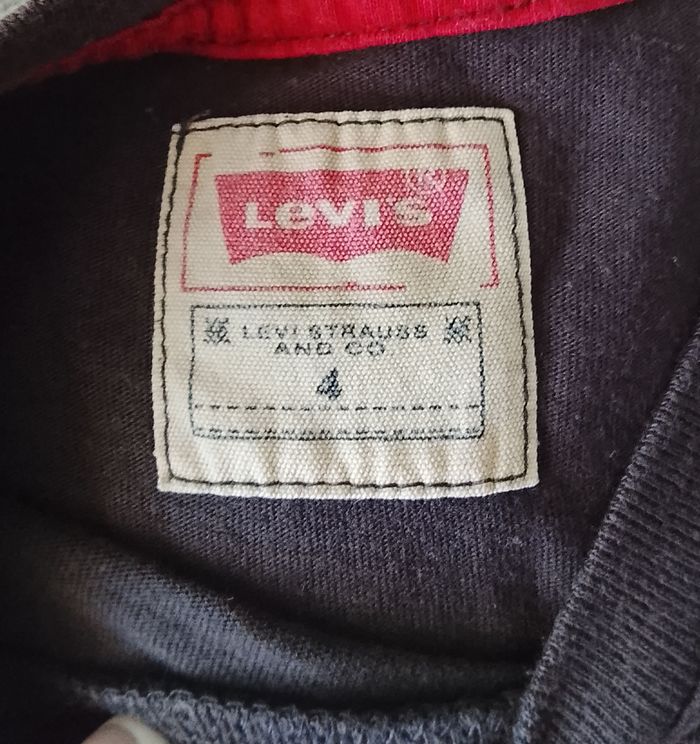 Levi's ®
LEVI STRAUSS
AND CO
4